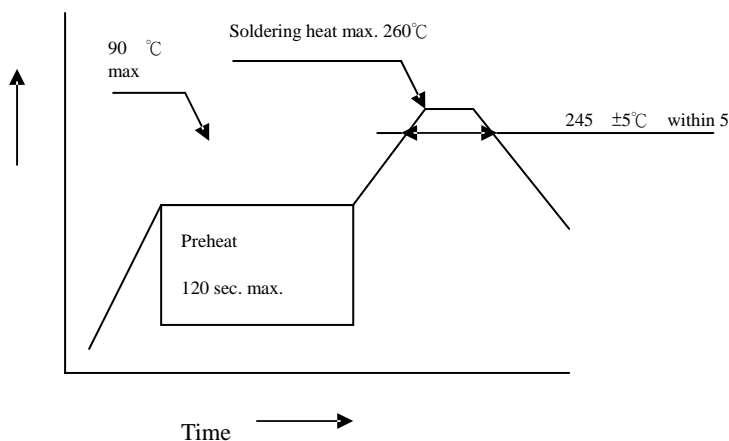 Soldering heat max. 260℃
90 ℃
max
245 ±5℃ within 5
Preheat
120 sec. max.
Time